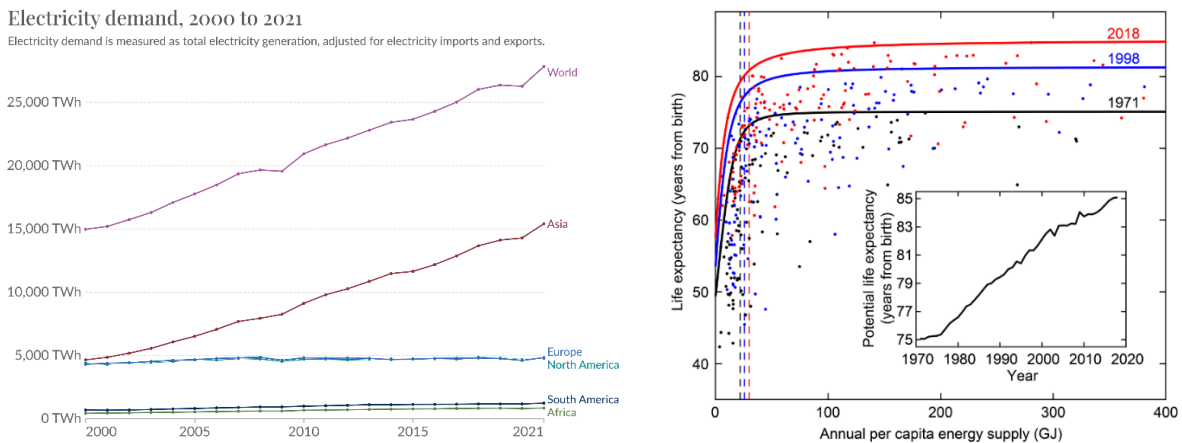 Electricity demand, 2000 to 2021
Electricity demand is measured as total electricity generation, adjusted for electricity imports and exports.
World
25,000 TWh
20,000 TWh
15,000 TWh
Asia
10,000 TWh
5,000 TWh
Europe
North America
South America
Africa
0 TWh
2000
2005
2010
2015
2021
Life expectancy (years from birth)
80
70
60
50
40
2018
1998
1971
Potential life expectancy
(years from birth)
85
83
81
79
77
75
1970
1980
1990
2000
2010
2020
Year
0
100
200
300
400
Annual per capita energy supply (GJ)